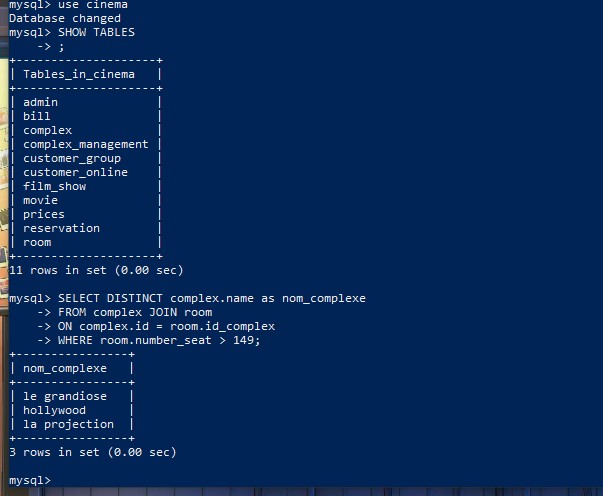 mysql> use cinema
Database changed
mysql> SHOW TABLES
    -> ;
+--------------------+
| Tables_in_cinema   |
+--------------------+
| admin              |
| bill               |
| complex            |
| complex_management |
| customer_group     |
| customer_online    |
| film_show          |
| movie              |
| prices             |
| reservation        |
| room               |
+--------------------+
11 rows in set (0.00 sec)
mysql> SELECT DISTINCT complex.name as nom_complexe
    -> FROM complex JOIN room
    -> ON complex.id = room.id_complex
    -> WHERE room.number_seat > 149;
+----------------+
| nom_complexe   |
+----------------+
| le grandiose   |
| hollywood      |
| la projection  |
+----------------+
3 rows in set (0.00 sec)
mysql>